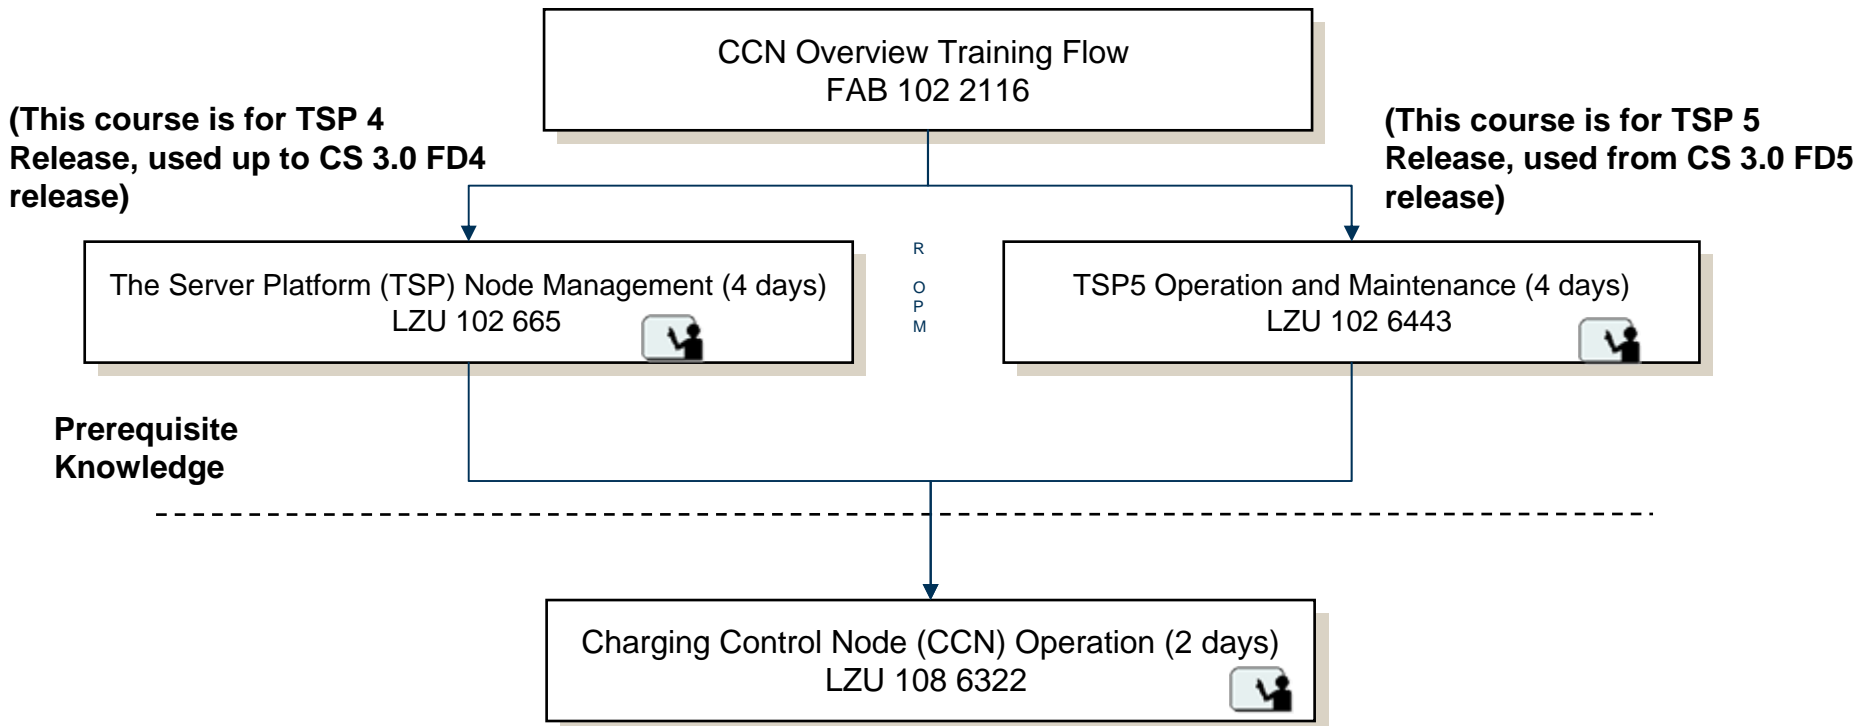 CCN Overview Training Flow
FAB 102 2116
(This course is for TSP 4
Release, used up to CS 3.0 FD4
release)
(This course is for TSP 5
Release, used from CS 3.0 FD5
release)
The Server Platform (TSP) Node Management (4 days)
LZU 102 665
R
O
P
M
TSP5 Operation and Maintenance (4 days)
LZU 102 6443
Prerequisite
Knowledge
Charging Control Node (CCN) Operation (2 days)
LZU 108 6322